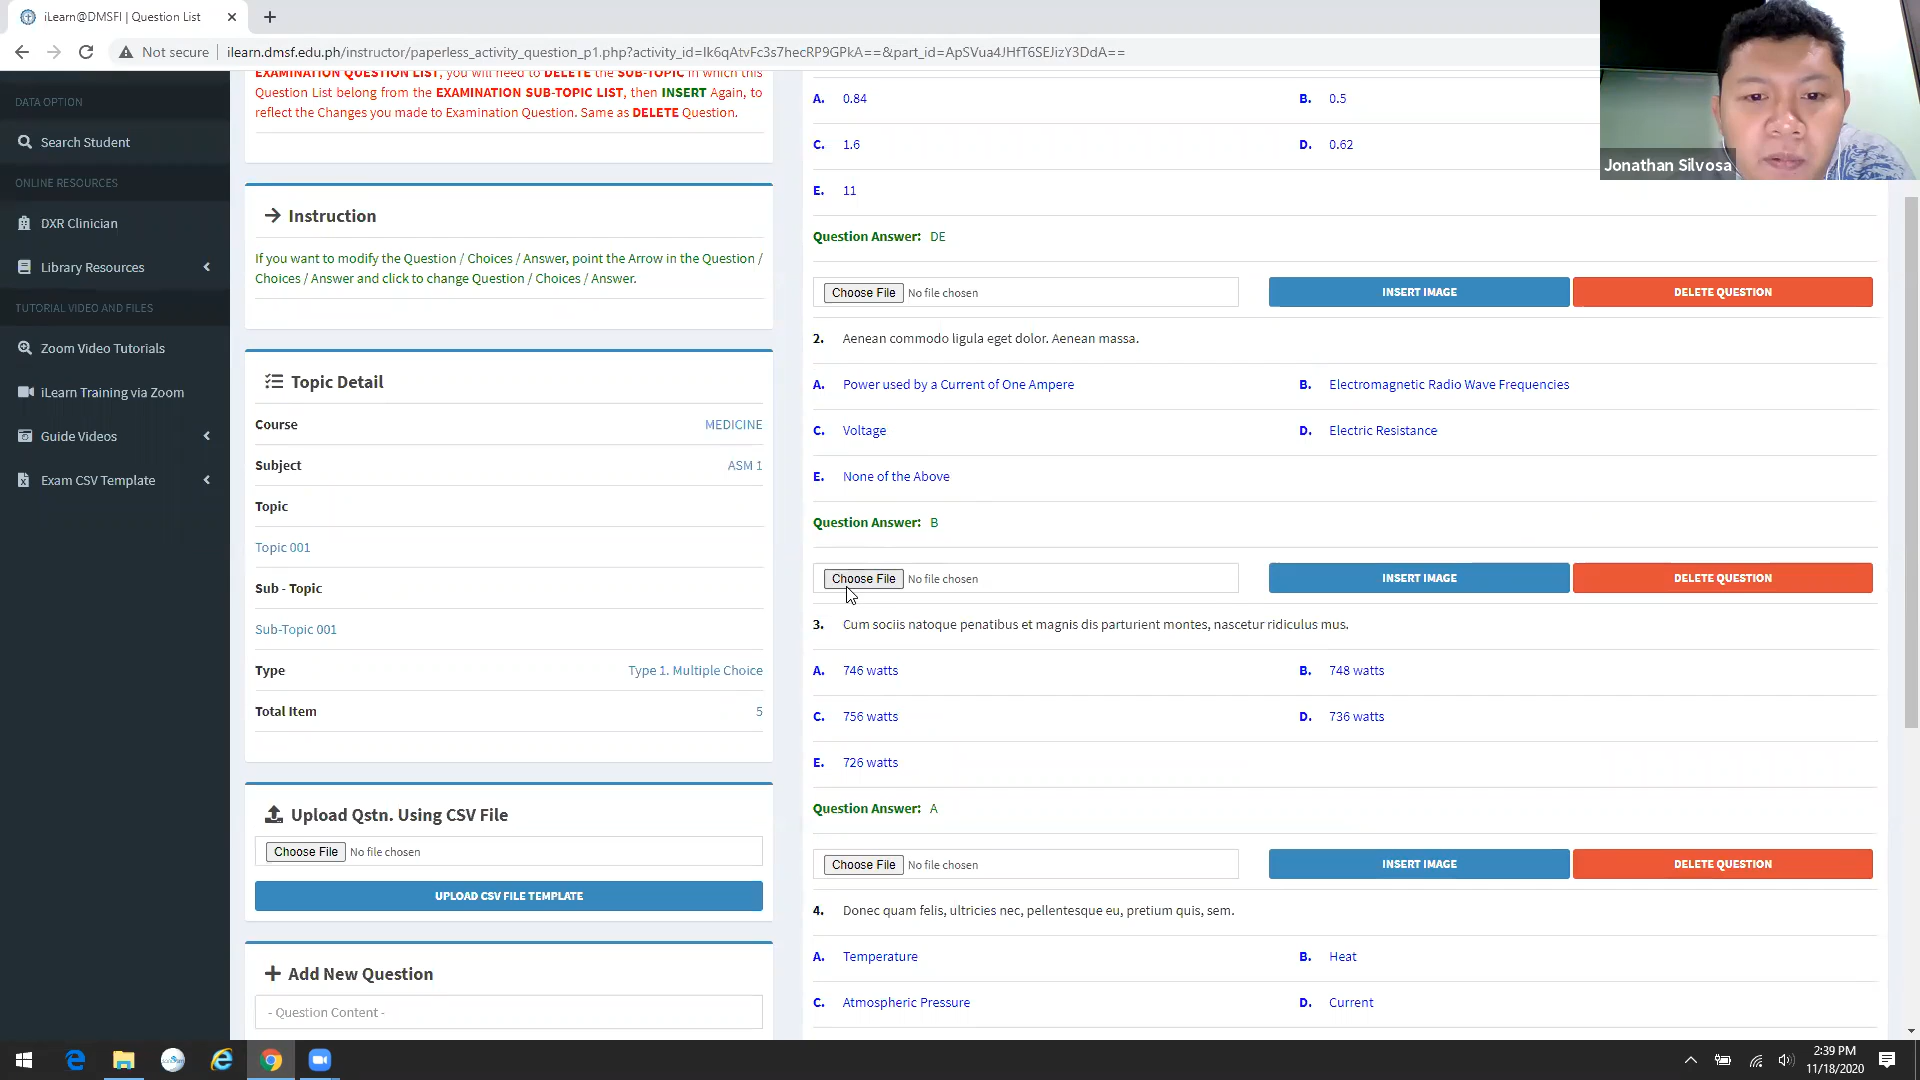 iLearn@DMSFI | Question List
Not secure
ilearn.dmsf.edu.ph/instructor/paperless_activity_question_p1.php?activity_id=Ik6qAtvFc3s7hecRP9GPkA==&part_id=ApSVua4JHfT6SEJizY3DdA==
DATA OPTION
Search Student
ONLINE RESOURCES
DXR Clinician
Library Resources
TUTORIAL VIDEO AND FILES
Zoom Video Tutorials
iLearn Training via Zoom
Guide Videos
Exam CSV Template
EXAMINATION QUESTION LIST, you will need to DELETE the SUB-TOPIC in which this
Question List belong from the EXAMINATION SUB-TOPIC LIST, then INSERT Again, to
reflect the Changes you made to Examination Question. Same as DELETE Question.
Instruction
If you want to modify the Question / Choices / Answer, point the Arrow in the Question /
Choices / Answer and click to change Question / Choices / Answer.
Topic Detail
Course MEDICINE
Subject ASM 1
Topic
Topic 001
Sub - Topic
Sub-Topic 001
Type Type 1. Multiple Choice
Total Item 5
Upload Qstn. Using CSV File
Choose File No file chosen
UPLOAD CSV FILE TEMPLATE
Add New Question
- Question Content -
A. 0.84 B. 0.5
C. 1.6 D. 0.62
E. 11
Question Answer: DE
Choose File No file chosen INSERT IMAGE DELETE QUESTION
2. Aenean commodo ligula eget dolor. Aenean massa.
A. Power used by a Current of One Ampere B. Electromagnetic Radio Wave Frequencies
C. Voltage D. Electric Resistance
E. None of the Above
Question Answer: B
Choose File No file chosen INSERT IMAGE DELETE QUESTION
3. Cum sociis natoque penatibus et magnis dis parturient montes, nascetur ridiculus mus.
A. 746 watts B. 748 watts
C. 756 watts D. 736 watts
E. 726 watts
Question Answer: A
Choose File No file chosen INSERT IMAGE DELETE QUESTION
4. Donec quam felis, ultricies nec, pellentesque eu, pretium quis, sem.
A. Temperature B. Heat
C. Atmospheric Pressure D. Current
Jonathan Silvosa
2:39 PM
11/18/2020